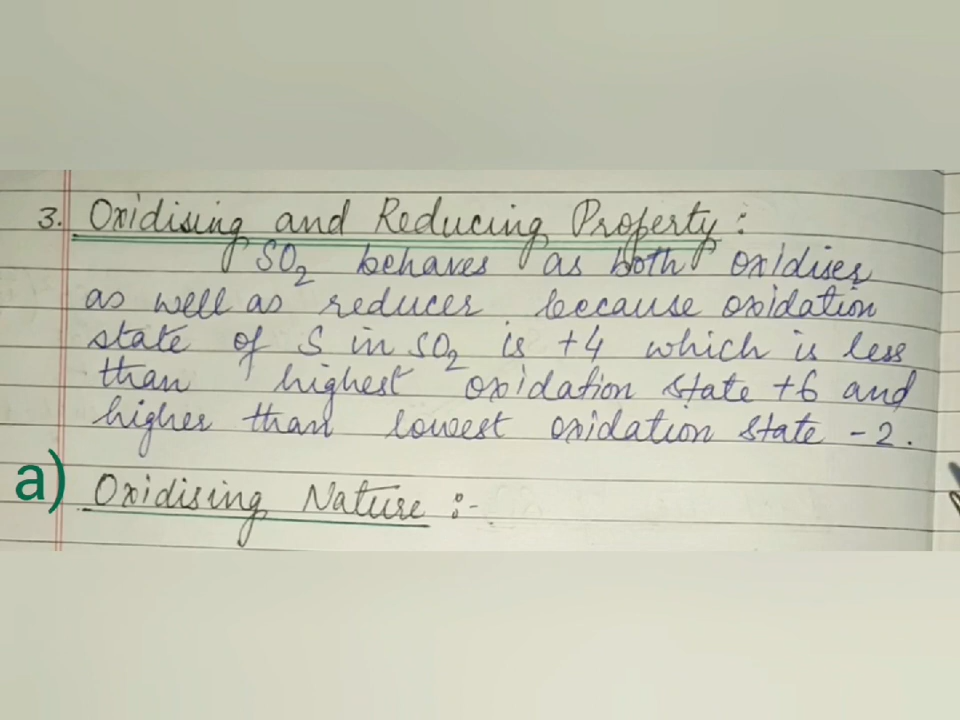 3. Oxidising and Reducing Property :
SO₂ behaves as both oxidiser
as well as reducer because oxidation
state of S in SO₂ is +4 which is less
than highest oxidation state +6 and
higher than lowest oxidation state -2.
a) Oxidising Nature :-